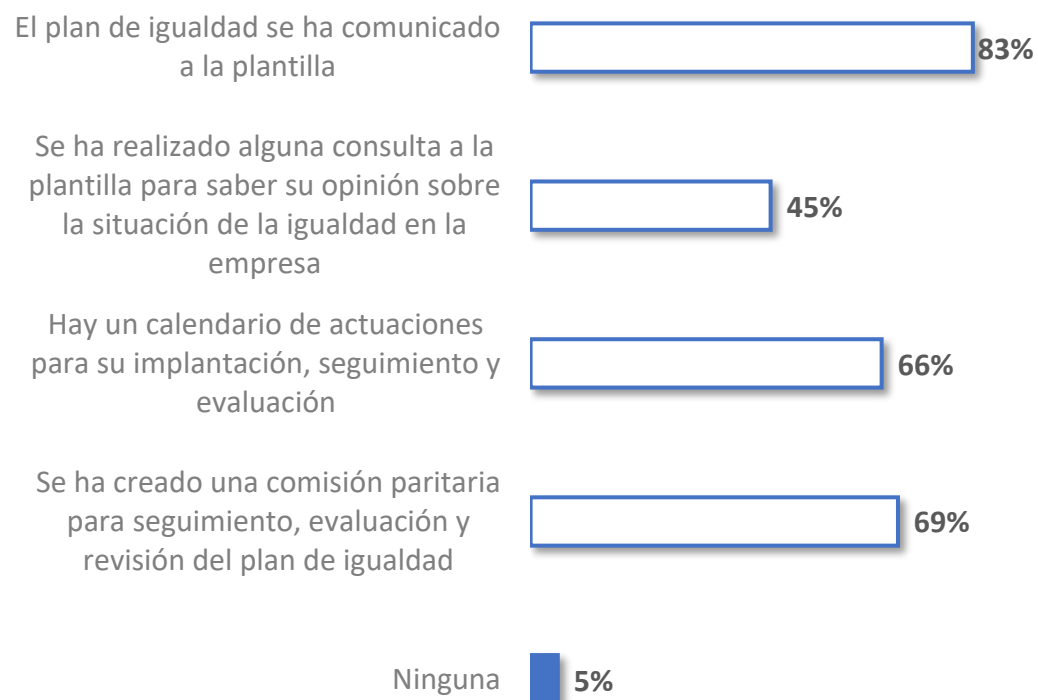 El plan de igualdad se ha comunicado
a la plantilla
83%
Se ha realizado alguna consulta a la
plantilla para saber su opinión sobre
la situación de la igualdad en la
empresa
45%
Hay un calendario de actuaciones
para su implantación, seguimiento y
evaluación
66%
Se ha creado una comisión paritaria
para seguimiento, evaluación y
revisión del plan de igualdad
69%
Ninguna
5%